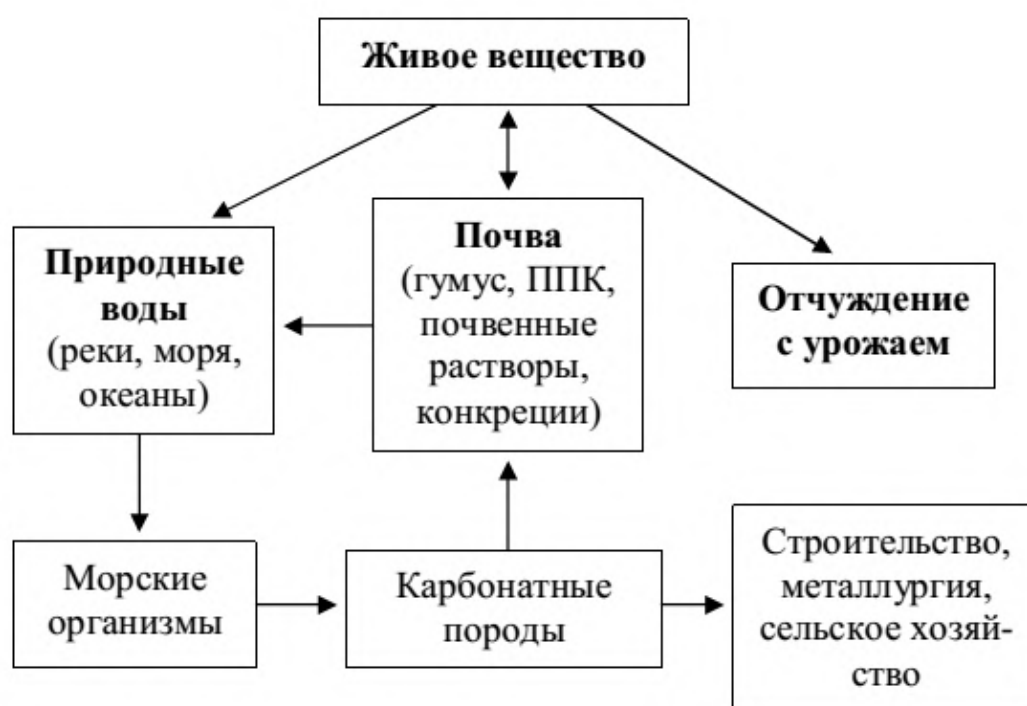 Живое вещество
Природные
воды
(реки, моря,
океаны)
Почва
(гумус, ППК,
почвенные
растворы,
конкреции)
Отчуждение
с урожаем
Морские
организмы
Карбонатные
породы
Строительство,
металлургия,
сельское хозяй-
ство